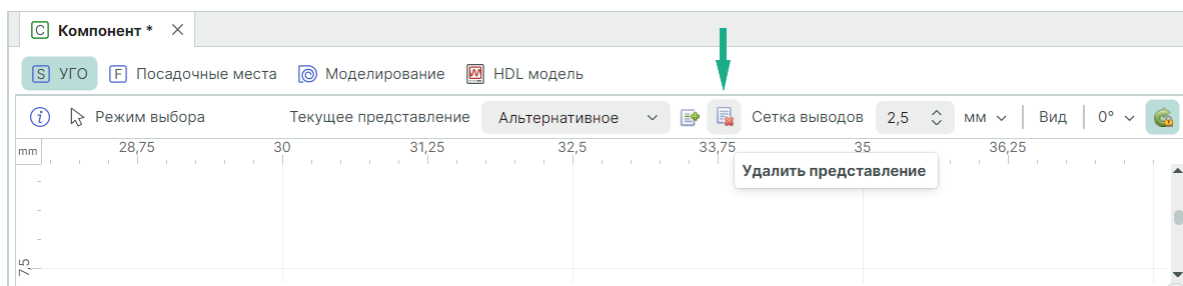 C Компонент *
S УГО F Посадочные места Моделирование HDL модель
i Режим выбора Текущее представление Альтернативное Сетка выводов 2,5 мм Вид 0°
mm 28,75 30 31,25 32,5 33,75 35 36,25
Удалить представление
7,5